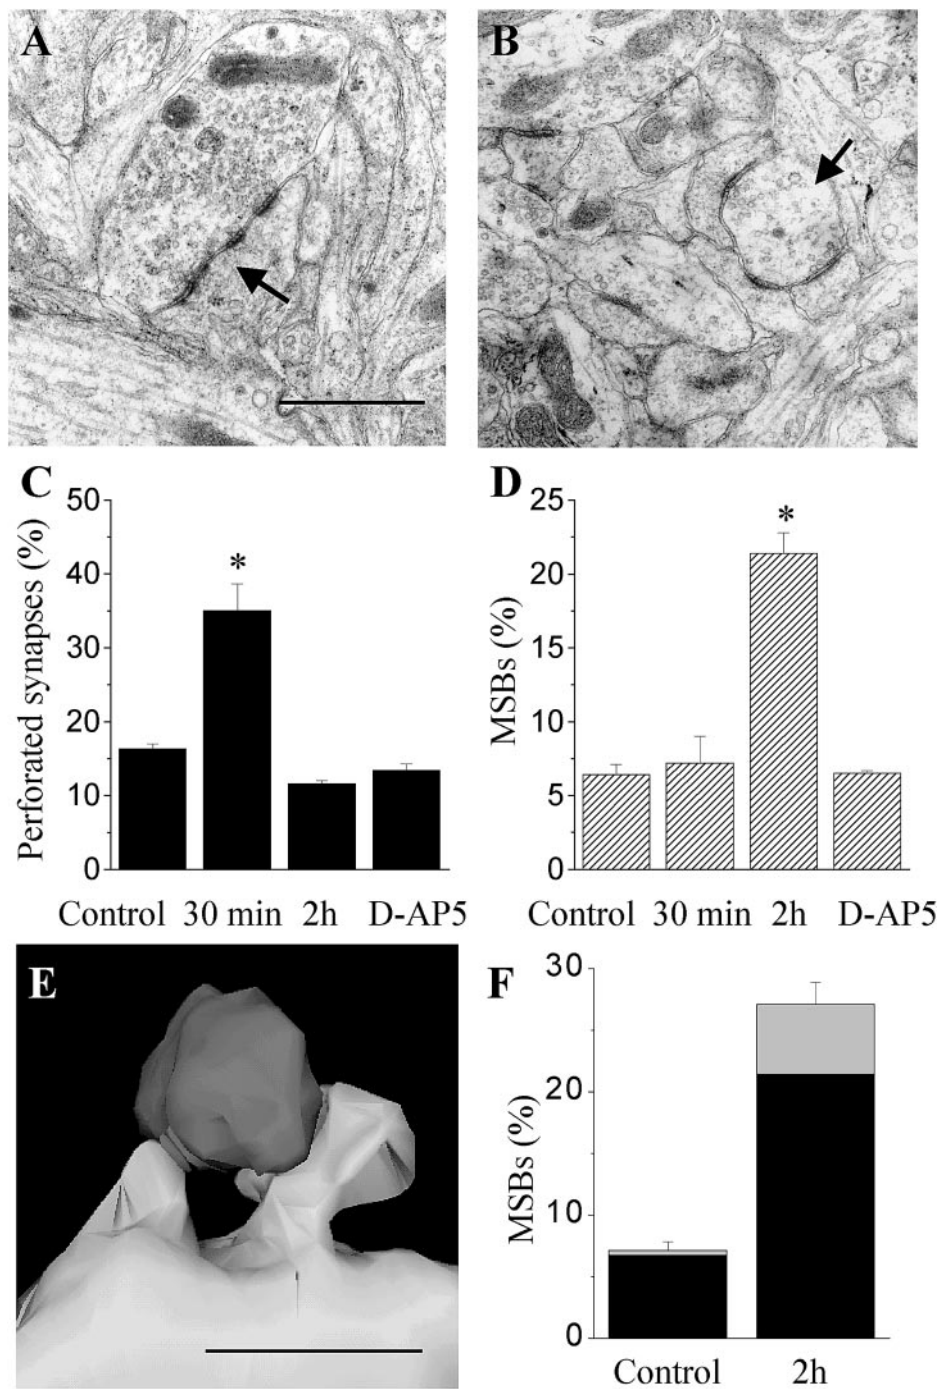 A
B
C
Perforated synapses (%)
50
40
30
20
10
0
*
Control 30 min 2h D-AP5
D
MSBs (%)
25
20
15
10
5
0
*
Control 30 min 2h D-AP5
E
F
MSBs (%)
30
20
10
0
Control 2h